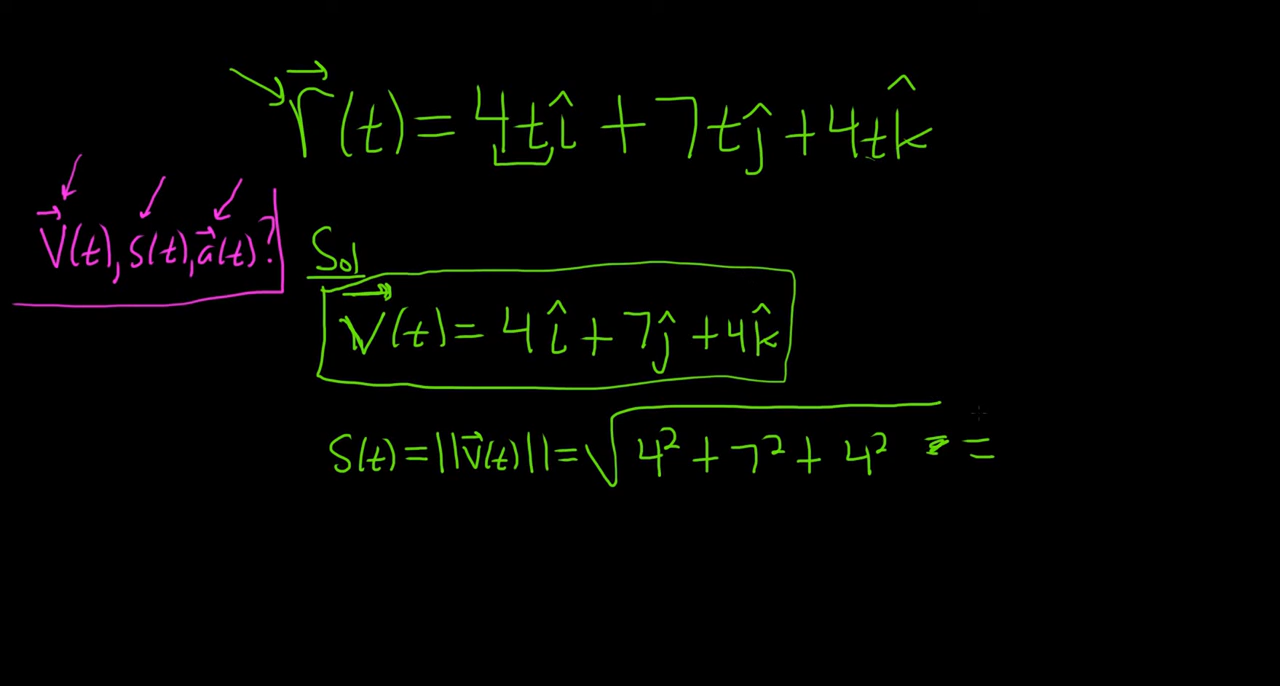 r⃗(t) = 4t î + 7t ĵ + 4t k̂
v⃗(t), s(t), a⃗(t)?
Sol
v⃗(t) = 4 î + 7 ĵ + 4 k̂
s(t) = ||v⃗(t)|| = √(4² + 7² + 4²) =